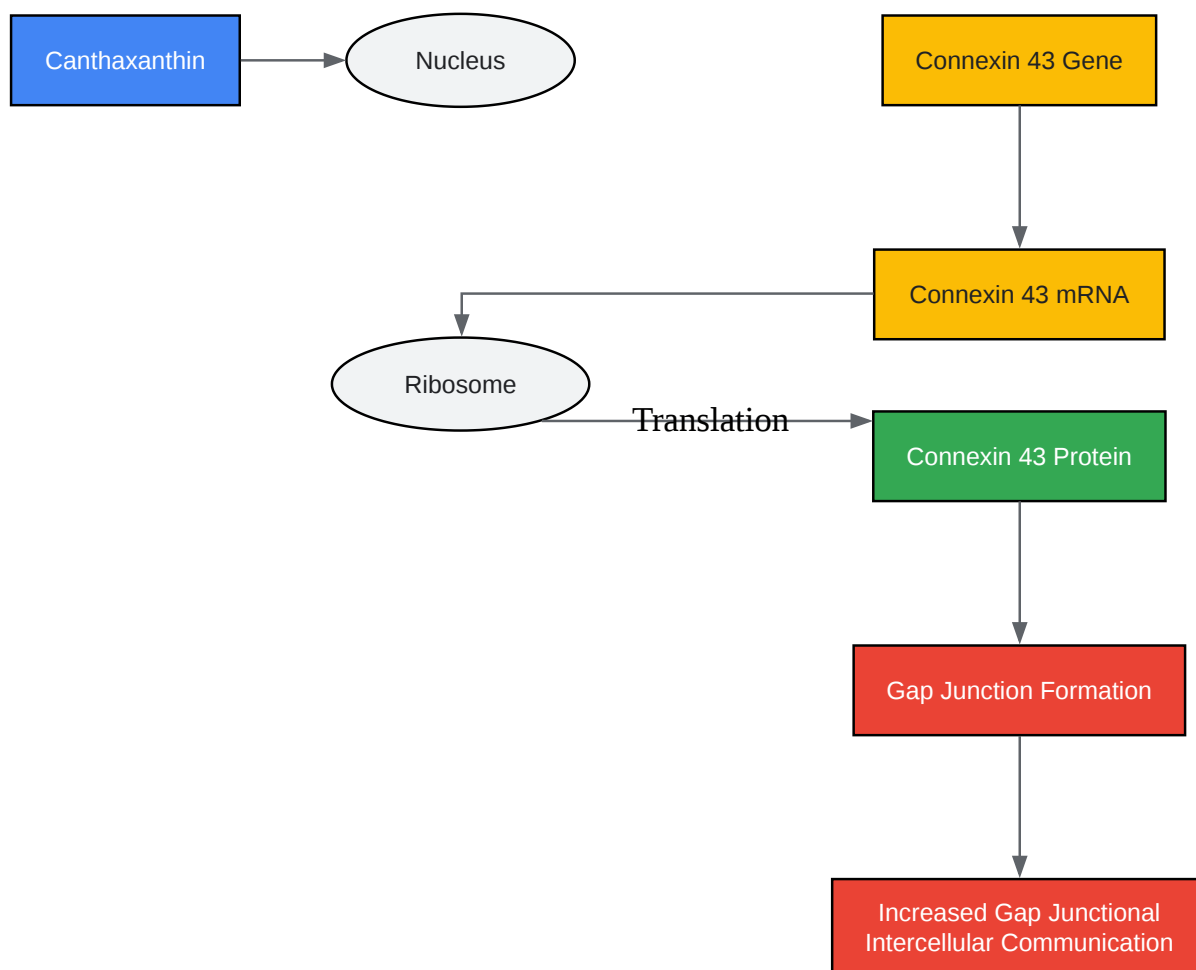 Canthaxanthin
Nucleus
Connexin 43 Gene
Connexin 43 mRNA
Ribosome
Translation
Connexin 43 Protein
Gap Junction Formation
Increased Gap Junctional
Intercellular Communication